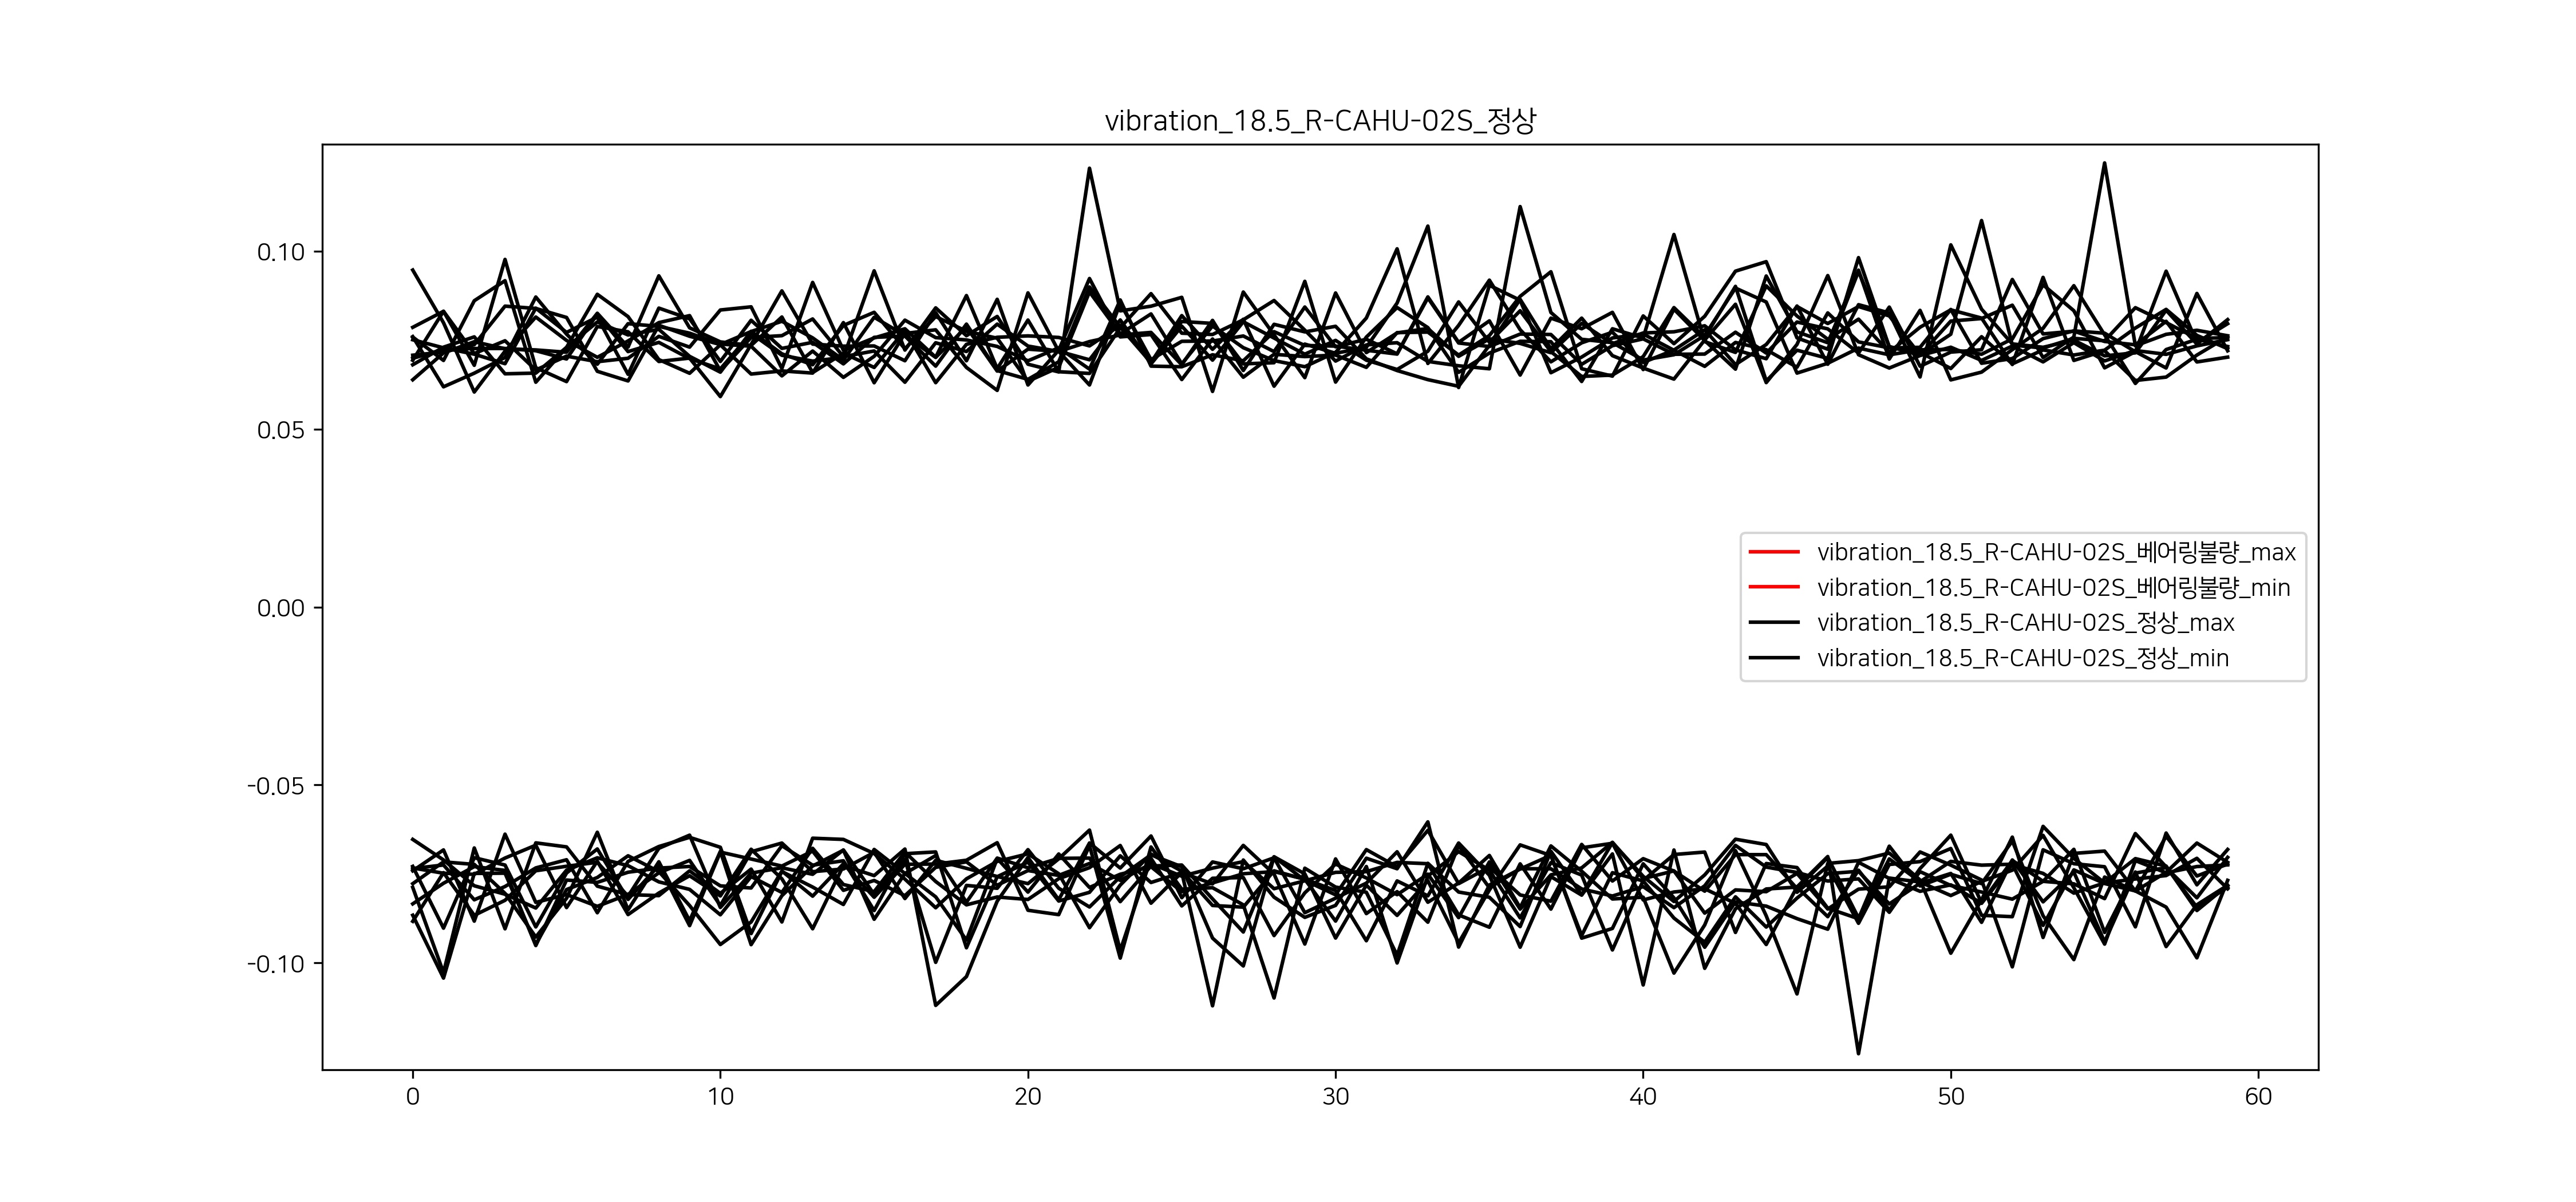 vibration_18.5_R-CAHU-02S_정상
0.10
0.05
0.00
-0.05
-0.10
vibration_18.5_R-CAHU-02S_베어링불량_max
vibration_18.5_R-CAHU-02S_베어링불량_min
vibration_18.5_R-CAHU-02S_정상_max
vibration_18.5_R-CAHU-02S_정상_min
0 10 20 30 40 50 60